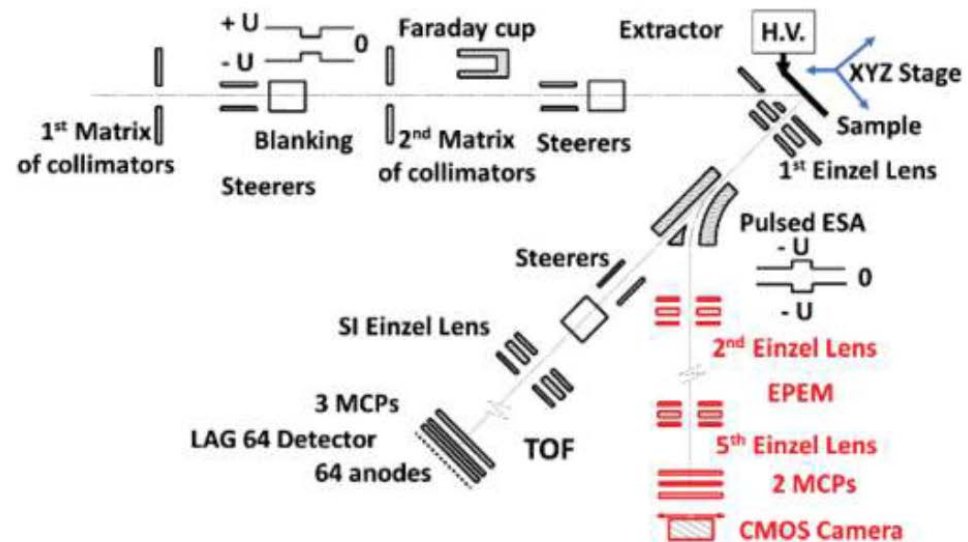 + U
- U
0
Faraday cup
Extractor
H.V.
XYZ Stage
1st Matrix
of collimators
Blanking
Steerers
2nd Matrix
of collimators
Steerers
Sample
1st Einzel Lens
Pulsed ESA
- U
0
- U
Steerers
SI Einzel Lens
2nd Einzel Lens
EPEM
5th Einzel Lens
3 MCPs
LAG 64 Detector
64 anodes
TOF
2 MCPs
CMOS Camera